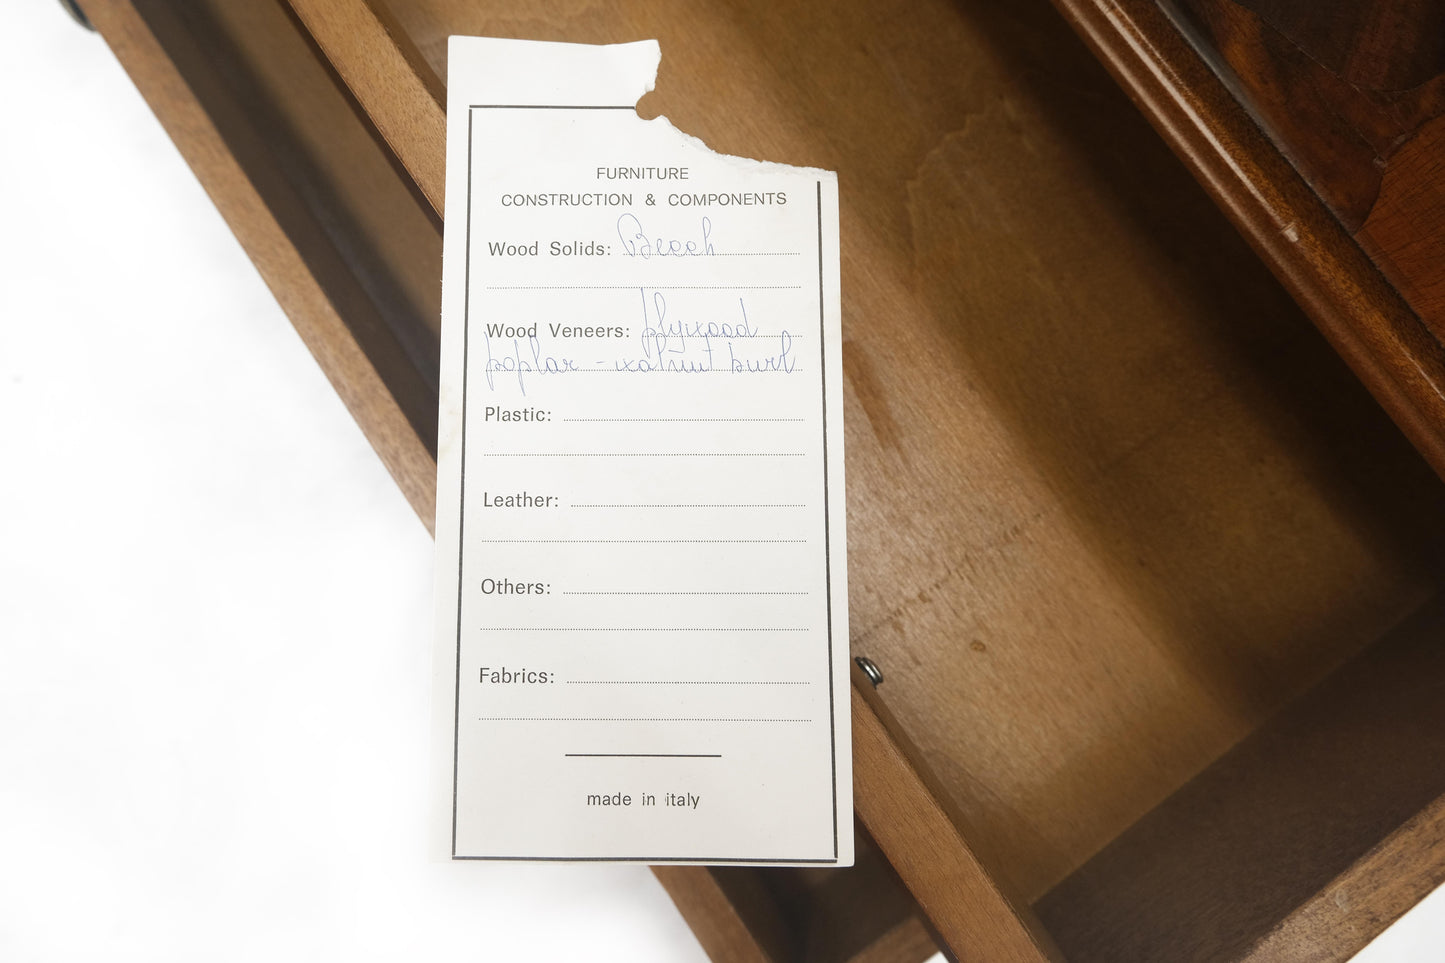 FURNITURE
CONSTRUCTION & COMPONENTS
Wood Solids: Beech
Wood Veneers: plywood
poplar - walnut burl
Plastic:
Leather:
Others:
Fabrics:
made in italy